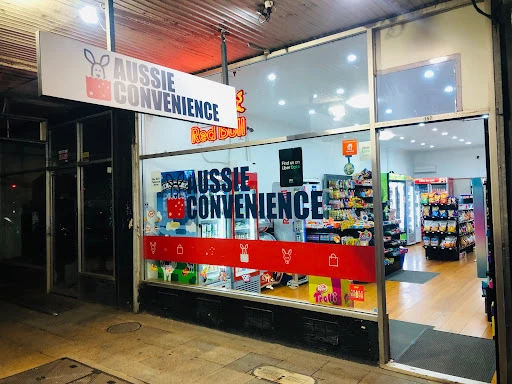 AUSSIE
CONVENIENCE
Red Bull
Find us on
Uber Eats
AUSSIE
CONVENIENCE
Trolli